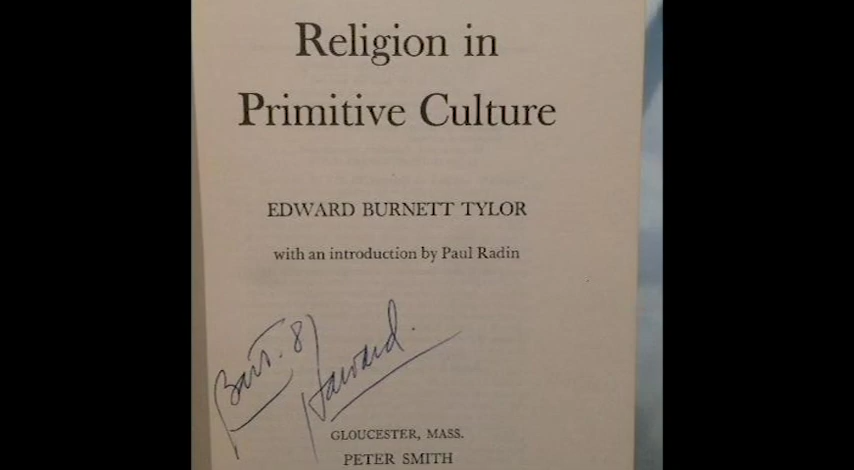 Religion in
Primitive Culture
EDWARD BURNETT TYLOR
with an introduction by Paul Radin
Harvard.
GLOUCESTER, MASS.
PETER SMITH